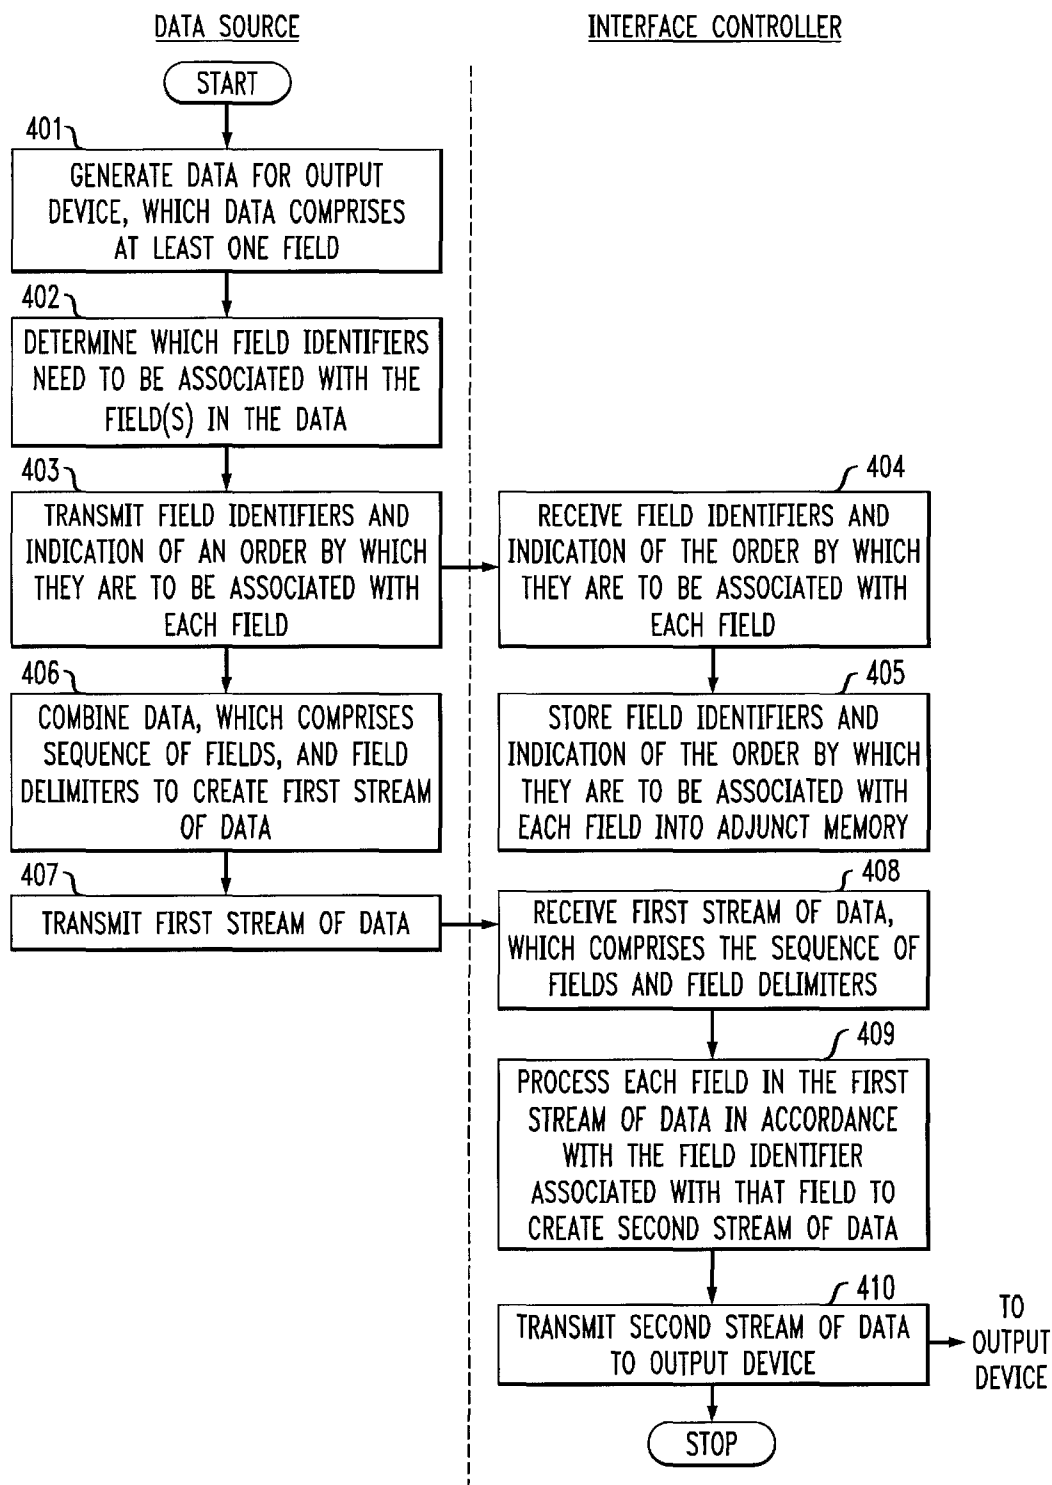 DATA SOURCE
INTERFACE CONTROLLER
START
401
GENERATE DATA FOR OUTPUT
DEVICE, WHICH DATA COMPRISES
AT LEAST ONE FIELD
402
DETERMINE WHICH FIELD IDENTIFIERS
NEED TO BE ASSOCIATED WITH THE
FIELD(S) IN THE DATA
403
TRANSMIT FIELD IDENTIFIERS AND
INDICATION OF AN ORDER BY WHICH
THEY ARE TO BE ASSOCIATED WITH
EACH FIELD
404
RECEIVE FIELD IDENTIFIERS AND
INDICATION OF THE ORDER BY WHICH
THEY ARE TO BE ASSOCIATED WITH
EACH FIELD
405
STORE FIELD IDENTIFIERS AND
INDICATION OF THE ORDER BY WHICH
THEY ARE TO BE ASSOCIATED WITH
EACH FIELD INTO ADJUNCT MEMORY
406
COMBINE DATA, WHICH COMPRISES
SEQUENCE OF FIELDS, AND FIELD
DELIMITERS TO CREATE FIRST STREAM
OF DATA
407
TRANSMIT FIRST STREAM OF DATA
408
RECEIVE FIRST STREAM OF DATA,
WHICH COMPRISES THE SEQUENCE OF
FIELDS AND FIELD DELIMITERS
409
PROCESS EACH FIELD IN THE FIRST
STREAM OF DATA IN ACCORDANCE
WITH THE FIELD IDENTIFIER
ASSOCIATED WITH THAT FIELD TO
CREATE SECOND STREAM OF DATA
410
TRANSMIT SECOND STREAM OF DATA
TO OUTPUT DEVICE
TO
OUTPUT
DEVICE
STOP